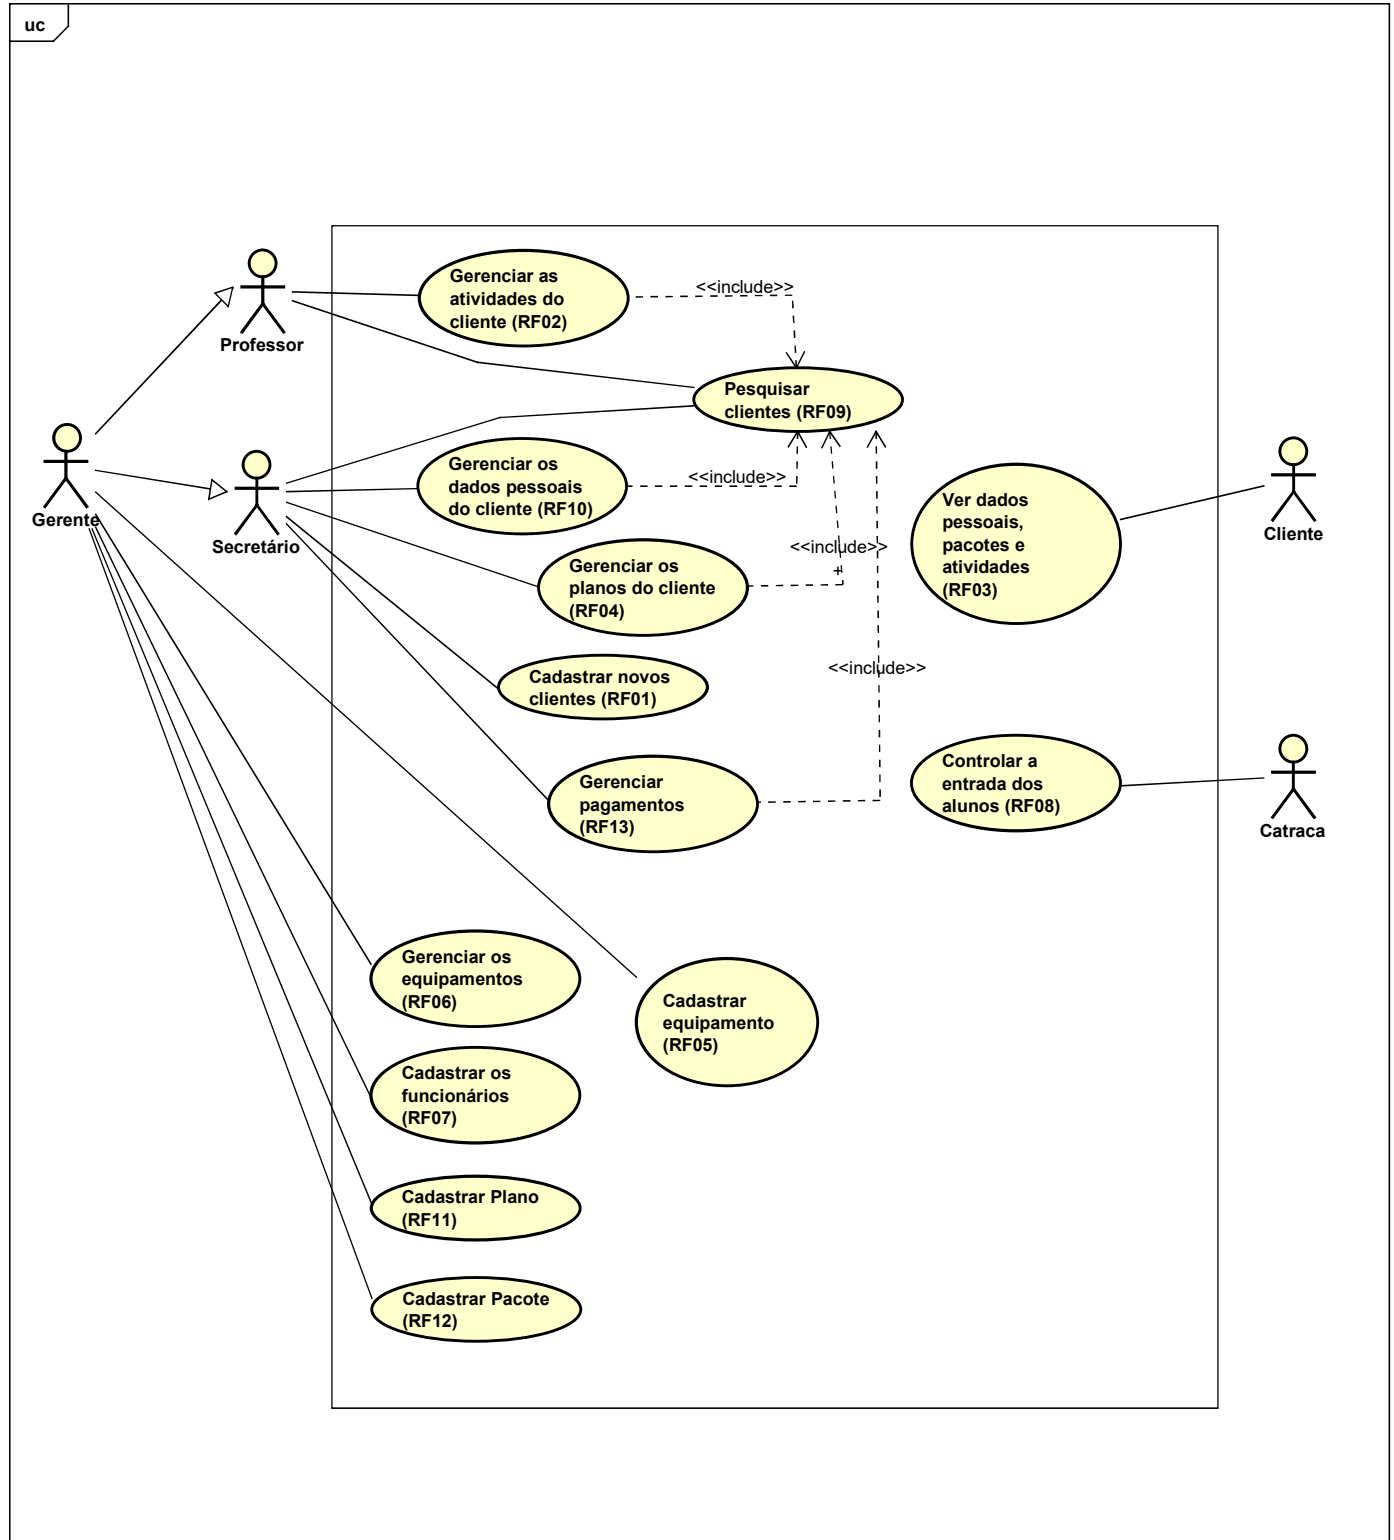 uc
Gerenciar as
atividades do
cliente (RF02)
<<include>>
Professor
Pesquisar
clientes (RF09)
Gerente
Secretário
Gerenciar os
dados pessoais
do cliente (RF10)
<<include>>
Ver dados
pessoais,
pacotes e
atividades
(RF03)
Cliente
Gerenciar os
planos do cliente
(RF04)
<<include>>
+
Cadastrar novos
clientes (RF01)
<<include>>
Gerenciar
pagamentos
(RF13)
Controlar a
entrada dos
alunos (RF08)
Catraca
Gerenciar os
equipamentos
(RF06)
Cadastrar
equipamento
(RF05)
Cadastrar os
funcionários
(RF07)
Cadastrar Plano
(RF11)
Cadastrar Pacote
(RF12)